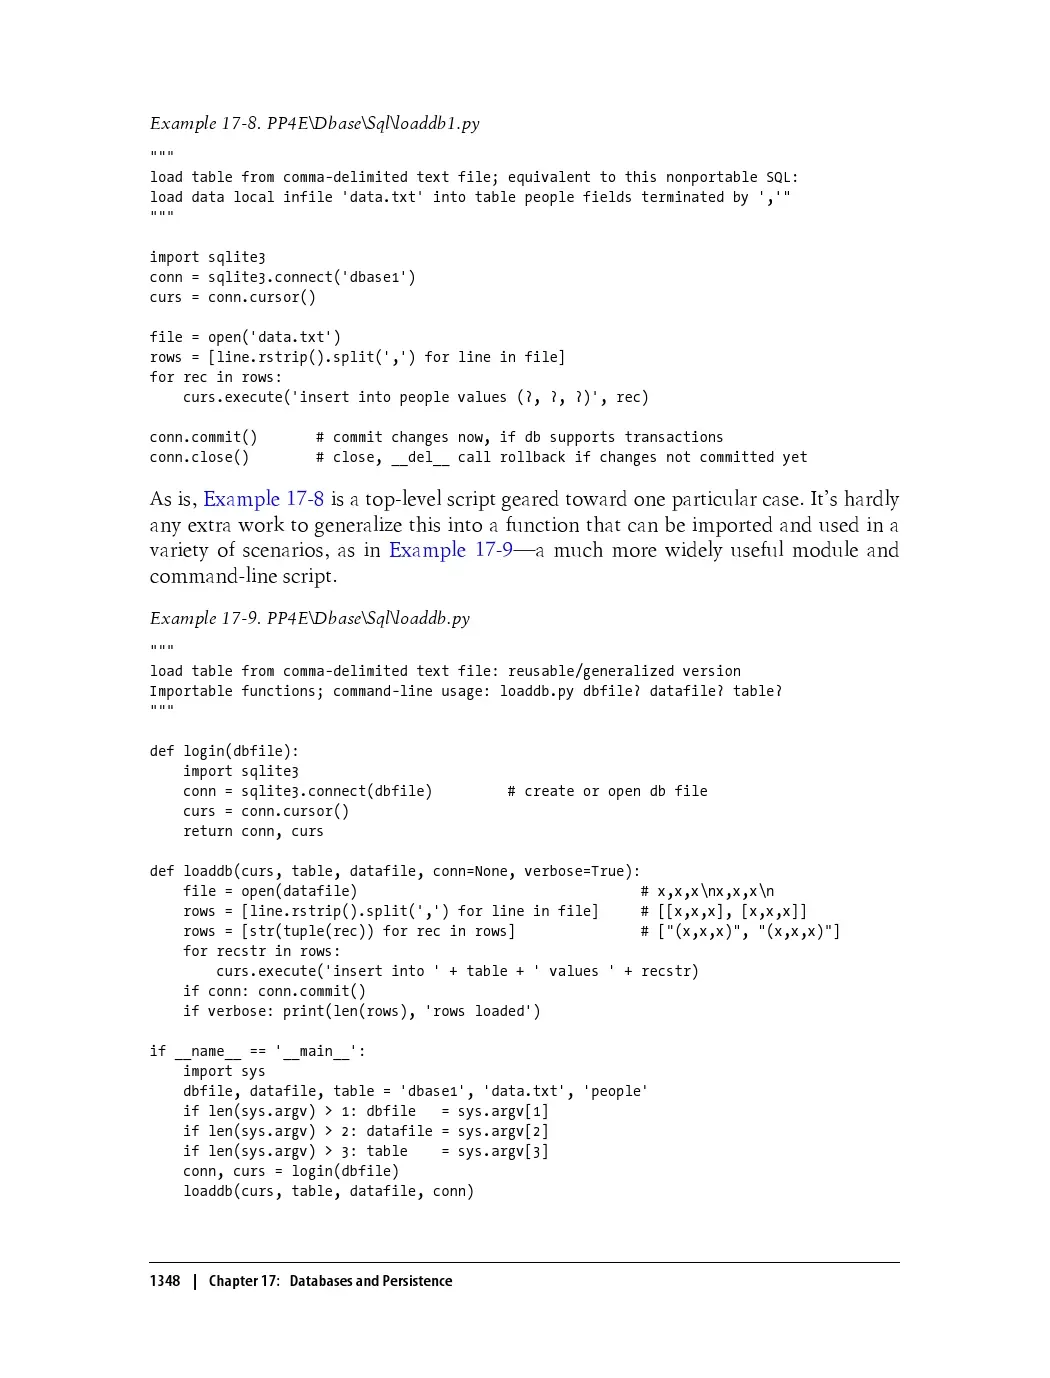 Example 17-8. PP4E\Dbase\Sql\loaddb1.py
"""
load table from comma-delimited text file; equivalent to this nonportable SQL:
load data local infile 'data.txt' into table people fields terminated by ','"
"""
import sqlite3
conn = sqlite3.connect('dbase1')
curs = conn.cursor()
file = open('data.txt')
rows = [line.rstrip().split(',') for line in file]
for rec in rows:
    curs.execute('insert into people values (?, ?, ?)', rec)
conn.commit()       # commit changes now, if db supports transactions
conn.close()        # close, __del__ call rollback if changes not committed yet
As is, Example 17-8 is a top-level script geared toward one particular case. It's hardly
any extra work to generalize this into a function that can be imported and used in a
variety of scenarios, as in Example 17-9—a much more widely useful module and
command-line script.
Example 17-9. PP4E\Dbase\Sql\loaddb.py
"""
load table from comma-delimited text file: reusable/generalized version
Importable functions; command-line usage: loaddb.py dbfile? datafile? table?
"""
def login(dbfile):
    import sqlite3
    conn = sqlite3.connect(dbfile)         # create or open db file
    curs = conn.cursor()
    return conn, curs
def loaddb(curs, table, datafile, conn=None, verbose=True):
    file = open(datafile)                                  # x,x,x\nx,x,x\n
    rows = [line.rstrip().split(',') for line in file]     # [[x,x,x], [x,x,x]]
    rows = [str(tuple(rec)) for rec in rows]               # ["(x,x,x)", "(x,x,x)"]
    for recstr in rows:
        curs.execute('insert into ' + table + ' values ' + recstr)
    if conn: conn.commit()
    if verbose: print(len(rows), 'rows loaded')
if __name__ == '__main__':
    import sys
    dbfile, datafile, table = 'dbase1', 'data.txt', 'people'
    if len(sys.argv) > 1: dbfile   = sys.argv[1]
    if len(sys.argv) > 2: datafile = sys.argv[2]
    if len(sys.argv) > 3: table    = sys.argv[3]
    conn, curs = login(dbfile)
    loaddb(curs, table, datafile, conn)
1348 | Chapter 17: Databases and Persistence